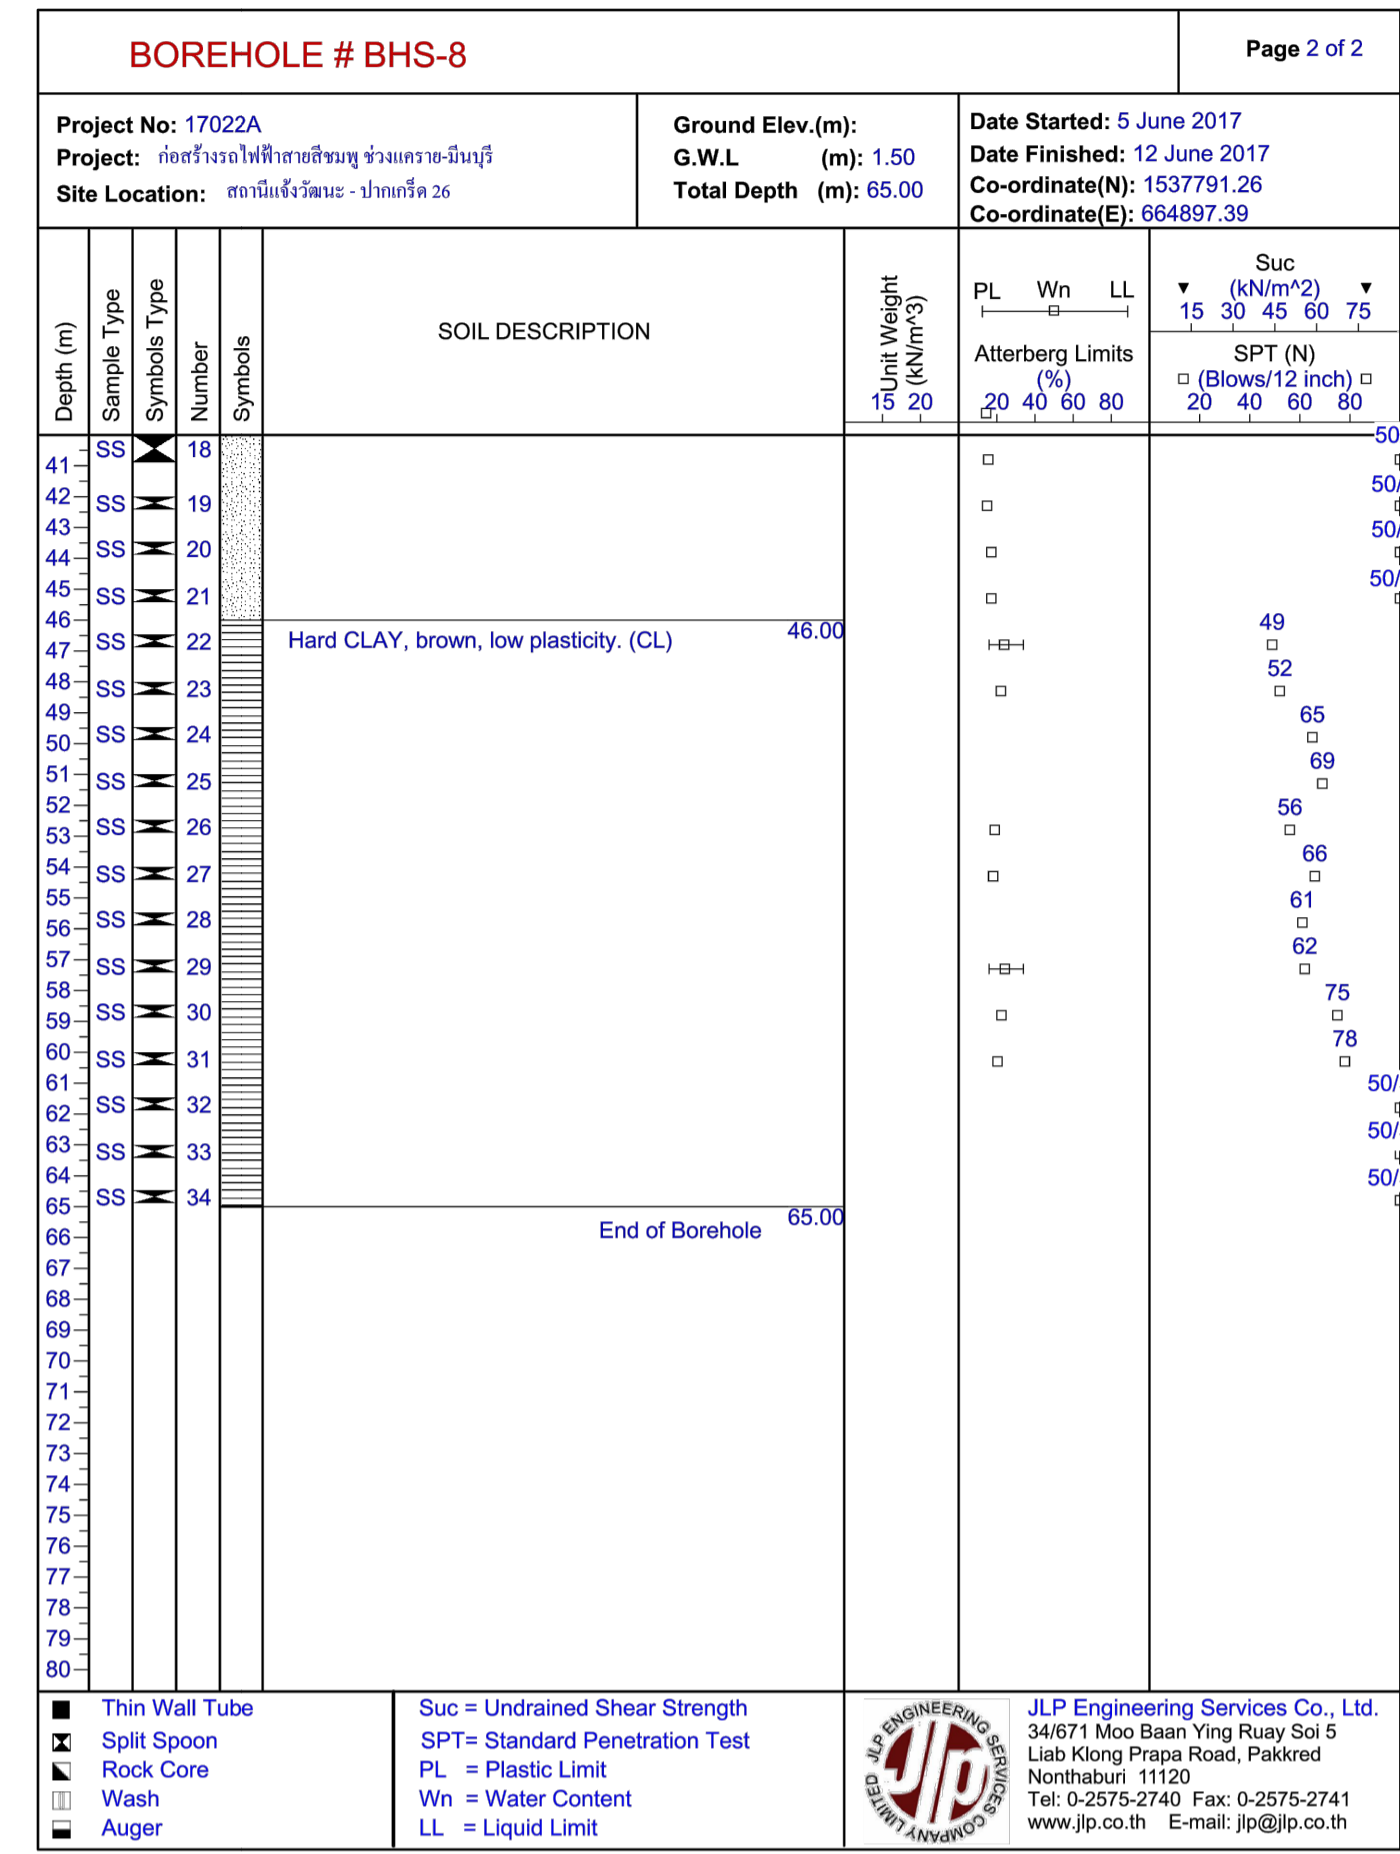 BOREHOLE # BHS-8
Page 2 of 2
Project No: 17022A
Project: ก่อสร้างรถไฟฟ้าสายสีชมพู ช่วงแคราย-มีนบุรี
Site Location: สถานีแจ้งวัฒนะ - ปากเกร็ด 26
Ground Elev.(m):
G.W.L (m): 1.50
Total Depth (m): 65.00
Date Started: 5 June 2017
Date Finished: 12 June 2017
Co-ordinate(N): 1537791.26
Co-ordinate(E): 664897.39
Depth (m)
Sample Type
Symbols Type
Number
Symbols
SOIL DESCRIPTION
Unit Weight
(kN/m^3)
15 20
PL Wn LL
Atterberg Limits
(%)
20 40 60 80
Suc
(kN/m^2)
15 30 45 60 75
SPT (N)
(Blows/12 inch)
20 40 60 80
SS 18 50
41
42 SS 19 50/
43
44 SS 20 50/
45 SS 21 50/
46 46.00
47 SS 22 Hard CLAY, brown, low plasticity. (CL) 49
48 SS 23 52
49
50 SS 24 65
51 SS 25 69
52
53 SS 26 56
54 SS 27 66
55
56 SS 28 61
57 SS 29 62
58
59 SS 30 75
60 SS 31 78
61
62 SS 32 50/
63 SS 33 50/
64
SS 34 50/
65 65.00
66 End of Borehole
67
68
69
70
71
72
73
74
75
76
77
78
79
80
Thin Wall Tube
Split Spoon
Rock Core
Wash
Auger
Suc = Undrained Shear Strength
SPT= Standard Penetration Test
PL = Plastic Limit
Wn = Water Content
LL = Liquid Limit
JLP ENGINEERING SERVICES COMPANY LIMITED
Jlp
JLP Engineering Services Co., Ltd.
34/671 Moo Baan Ying Ruay Soi 5
Liab Klong Prapa Road, Pakkred
Nonthaburi 11120
Tel: 0-2575-2740 Fax: 0-2575-2741
www.jlp.co.th E-mail: jlp@jlp.co.th